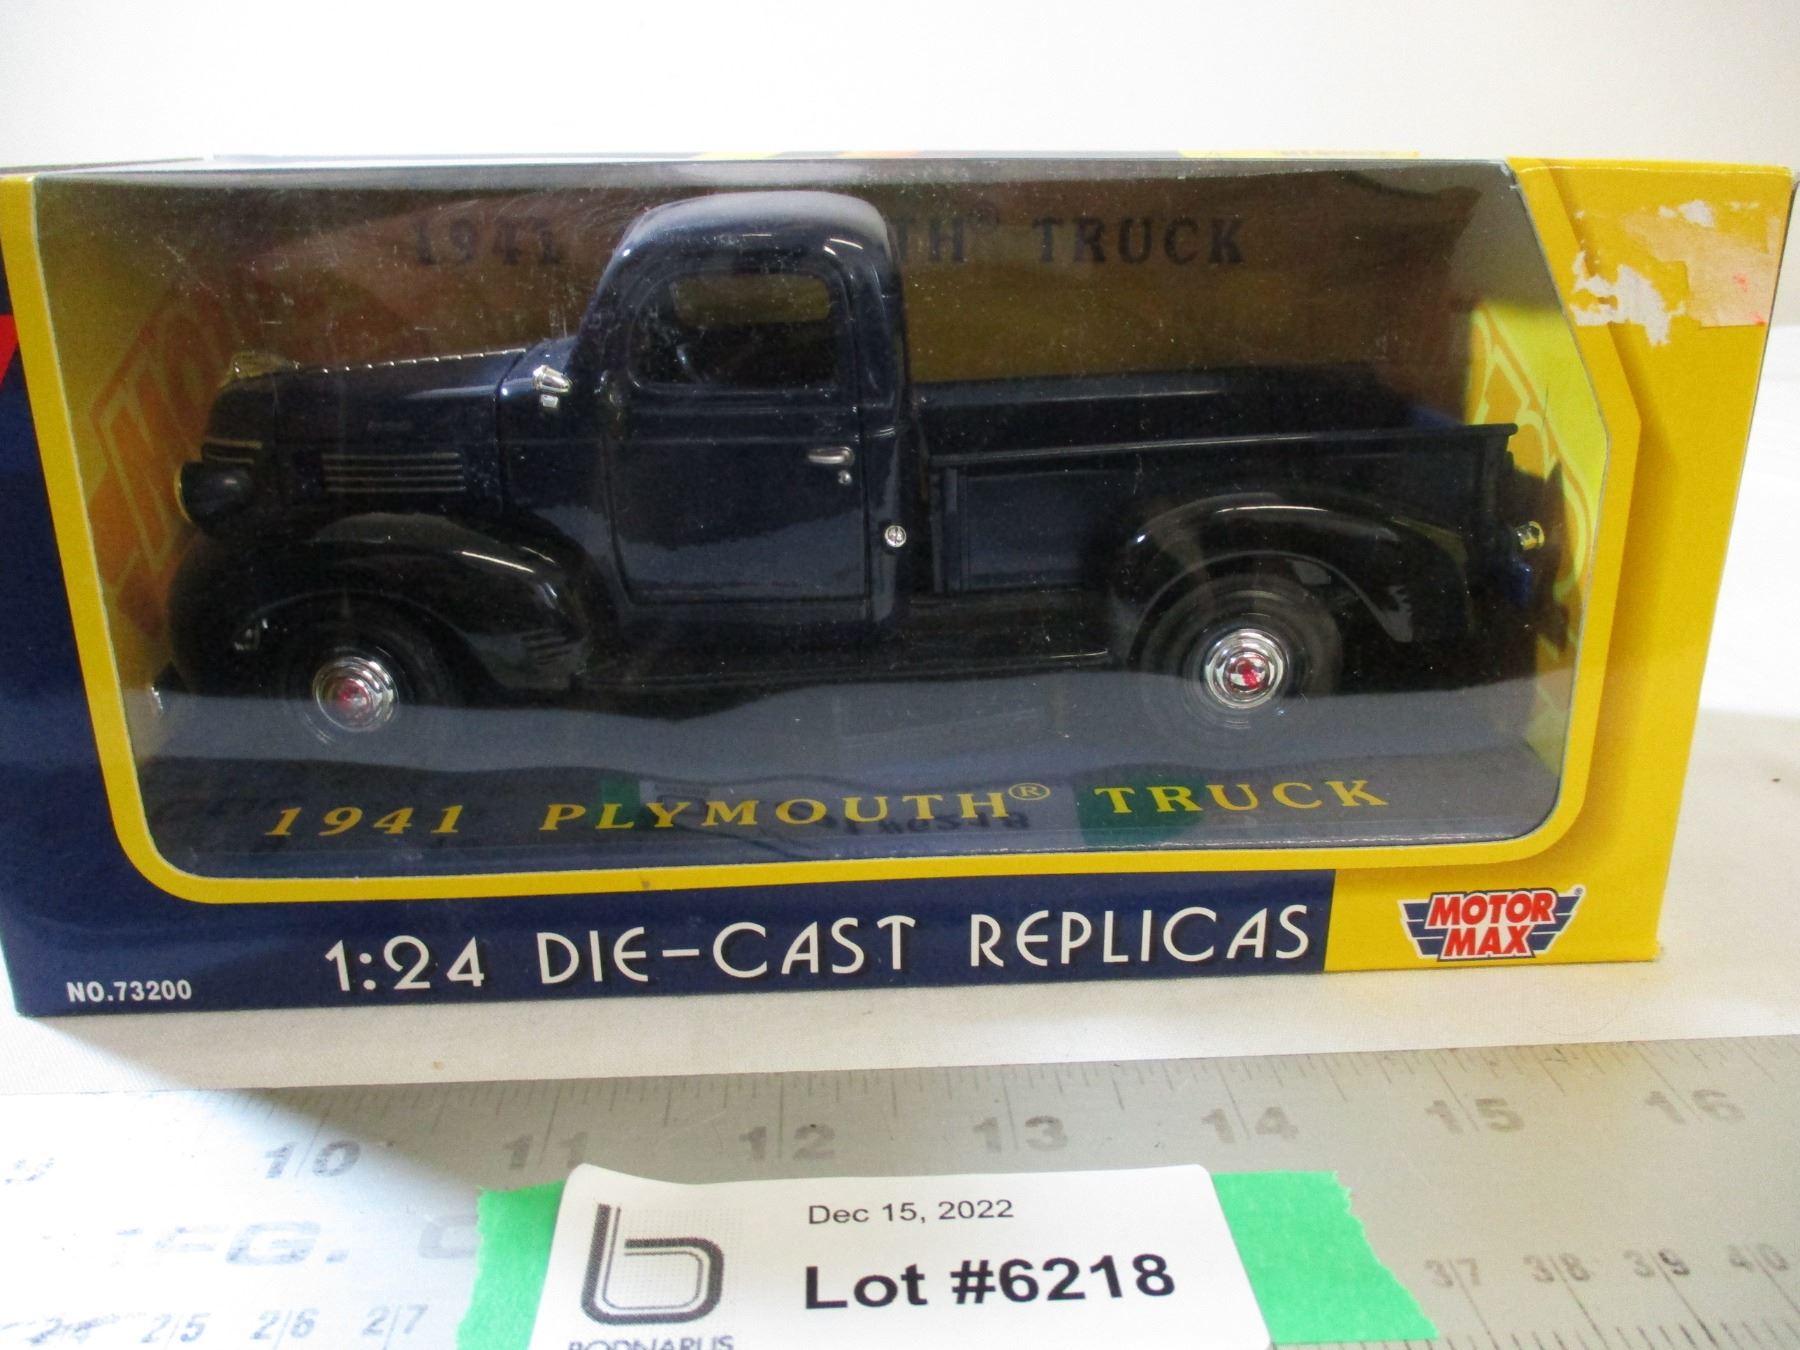 1941 TH® TRUCK
1941 PLYMOUTH® TRUCK
1:24 DIE-CAST REPLICAS
NO.73200
MOTOR
MAX®
10 11 12 13 14 15 16
Dec 15, 2022
Lot #6218
25 26 27
37 38 39 40